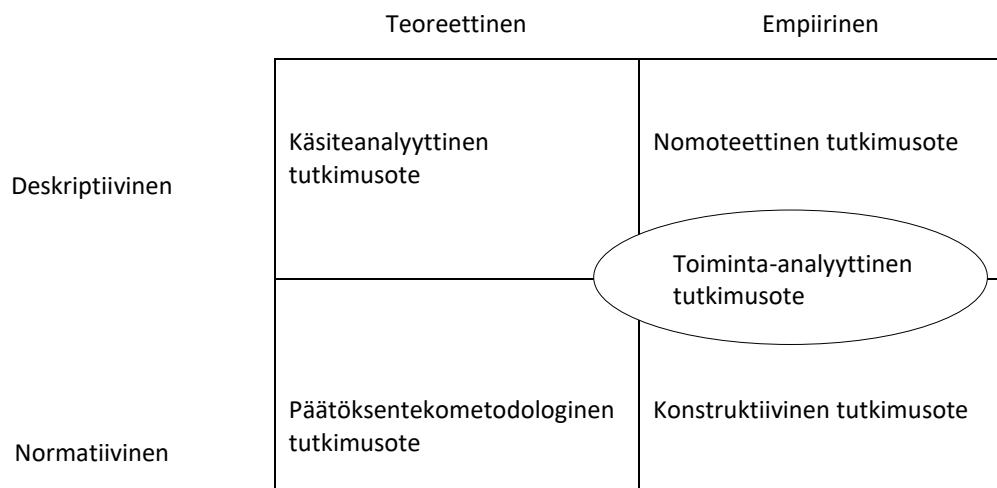 Teoreettinen
Empiirinen
Käsiteanalyyttinen
tutkimusote
Nomoteettinen tutkimusote
Deskriptiivinen
Toiminta-analyyttinen
tutkimusote
Päätöksentekometodologinen
tutkimusote
Konstruktiivinen tutkimusote
Normatiivinen